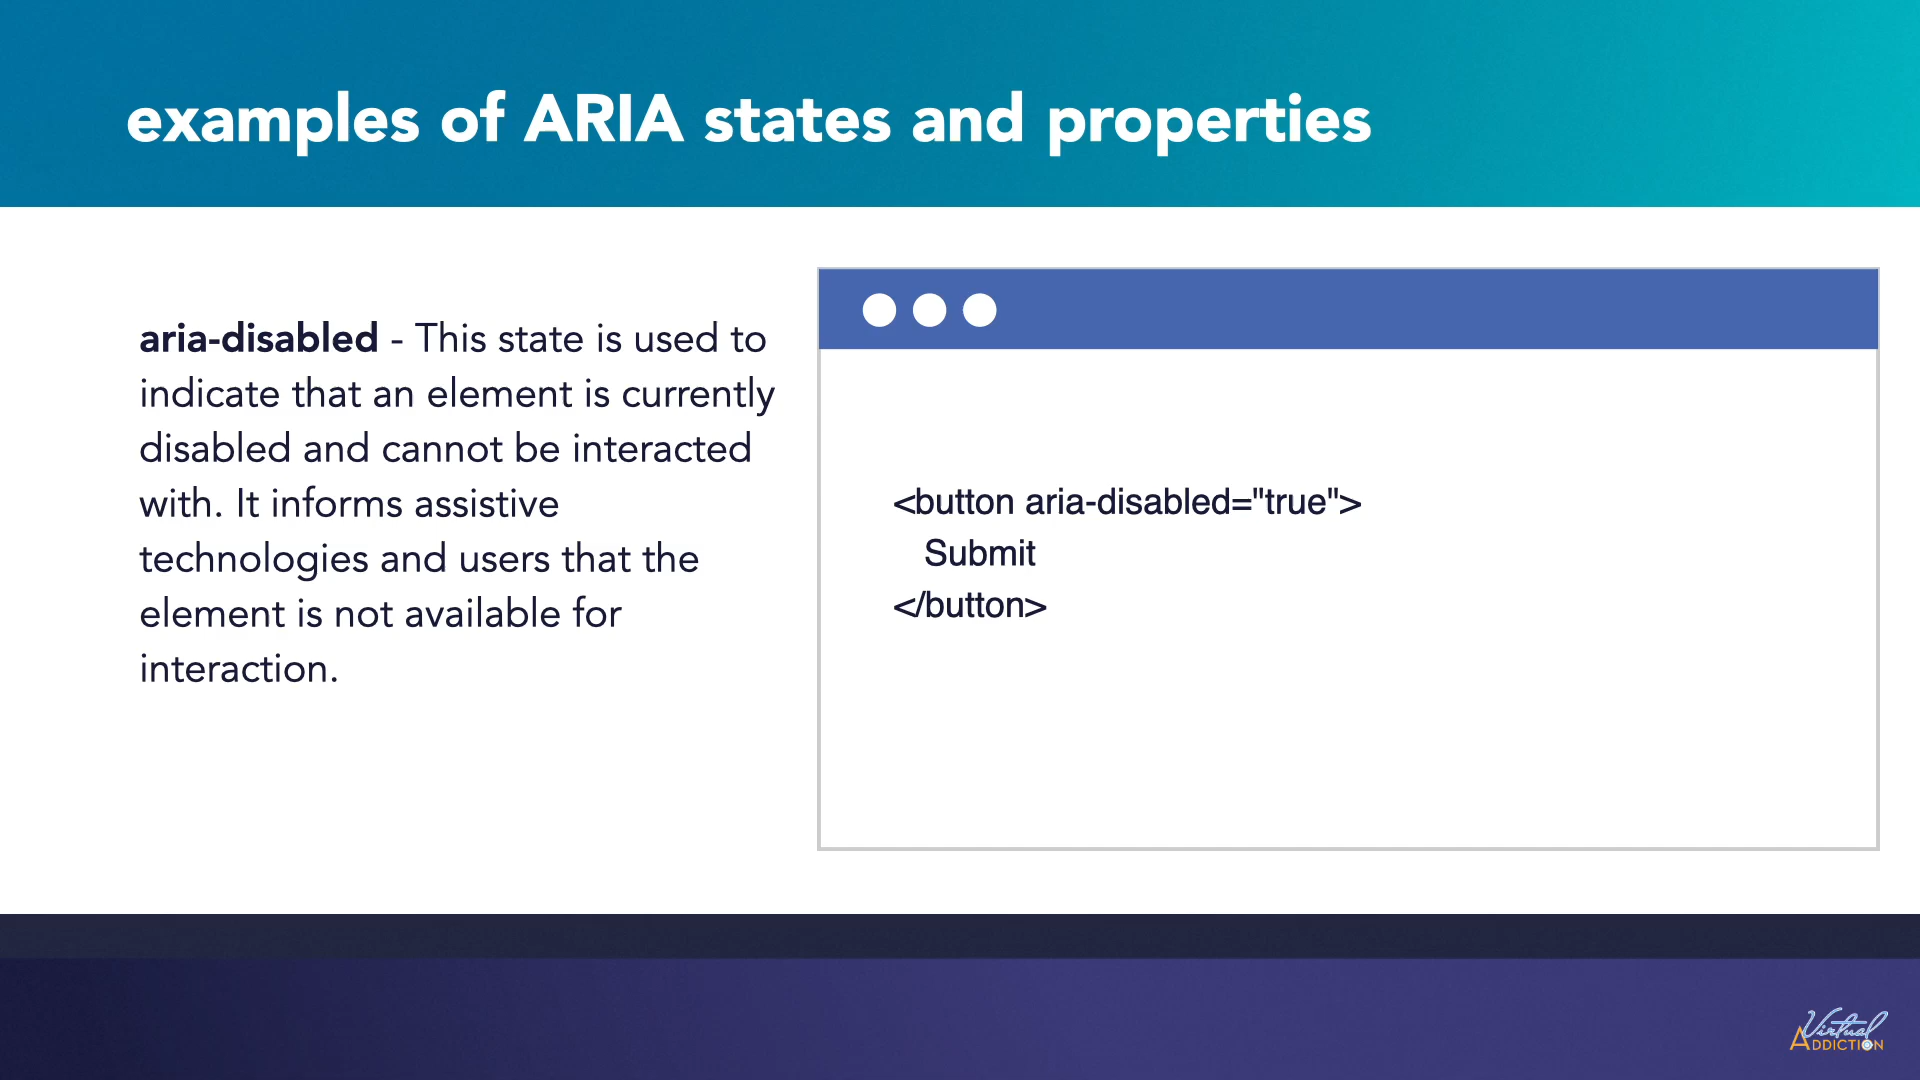 examples of ARIA states and properties
aria-disabled - This state is used to
indicate that an element is currently
disabled and cannot be interacted
with. It informs assistive
technologies and users that the
element is not available for
interaction.
<button aria-disabled="true">
Submit
</button>
Virtual
ADDICTION